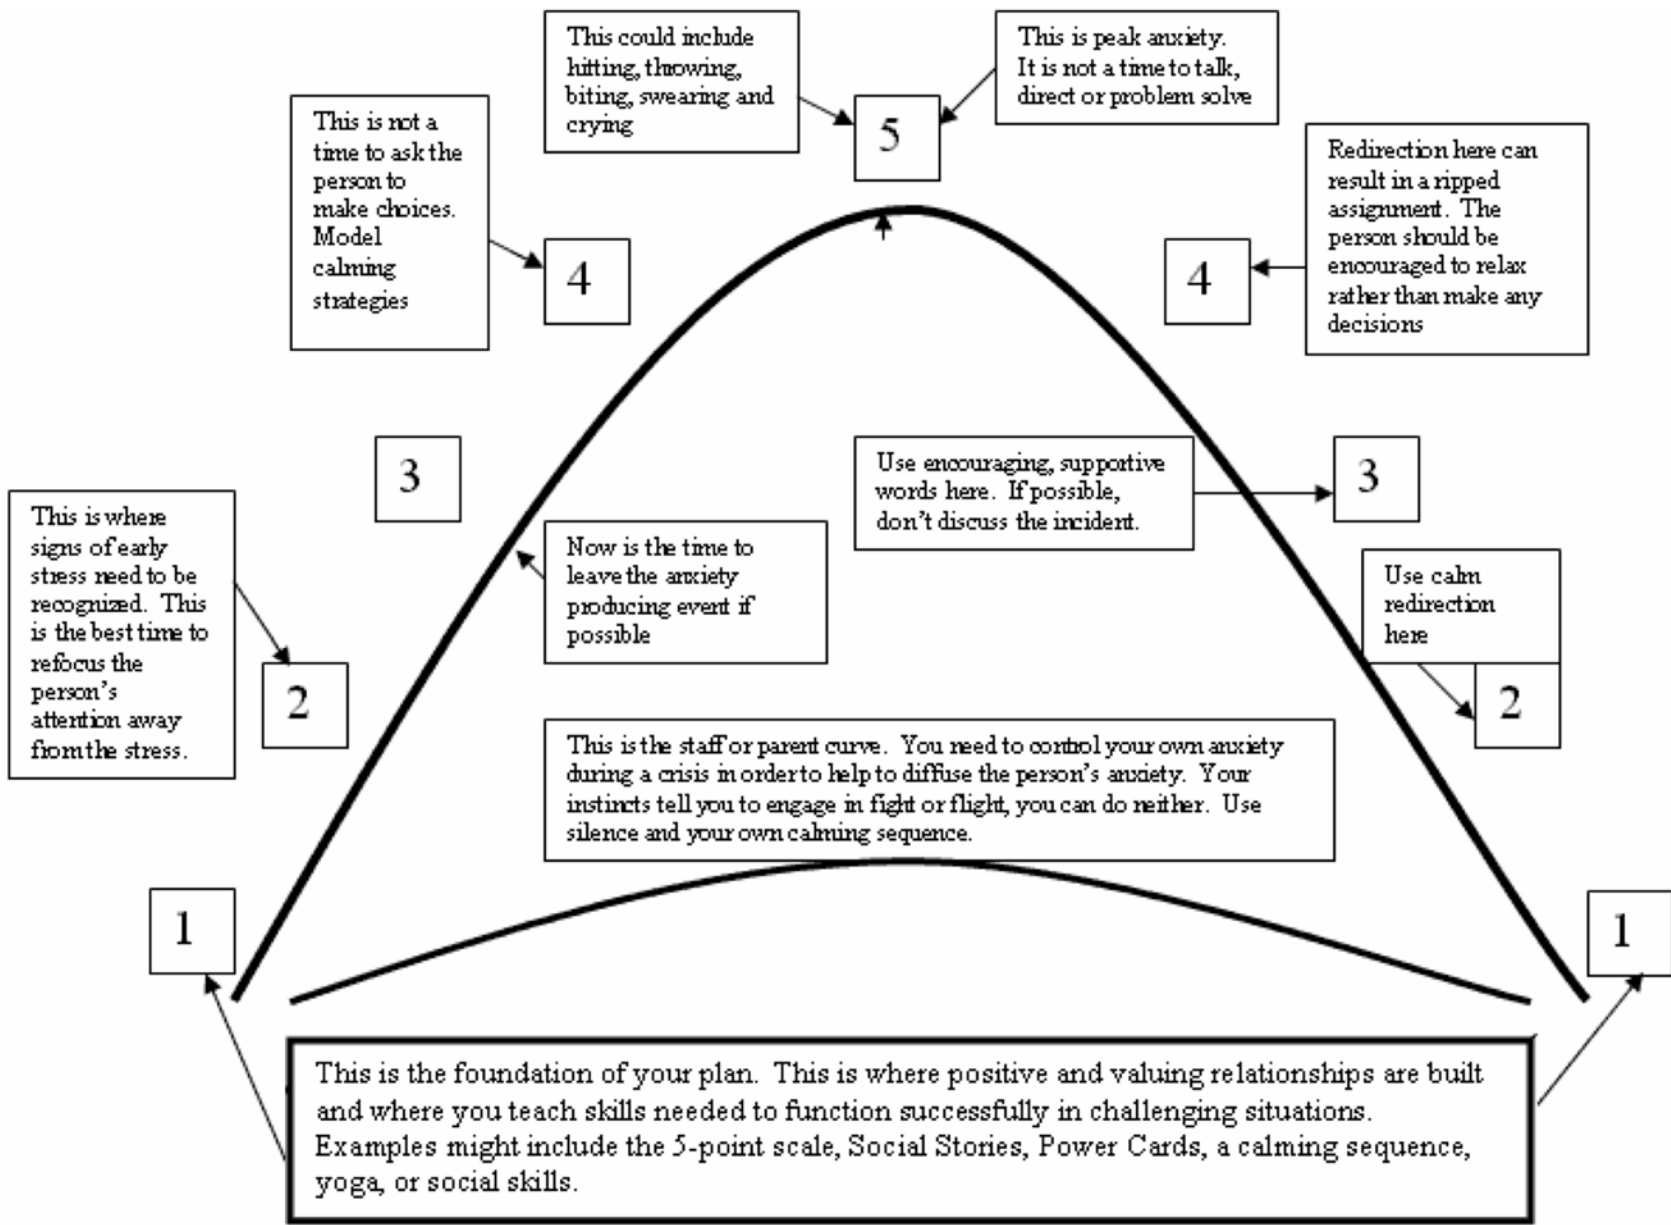 This could include
hitting, throwing,
biting, swearing and
crying
This is peak anxiety.
It is not a time to talk,
direct or problem solve
5
This is not a
time to ask the
person to
make choices.
Model
calming
strategies
4
4
Redirection here can
result in a ripped
assignment. The
person should be
encouraged to relax
rather than make any
decisions
3
Use encouraging, supportive
words here. If possible,
don't discuss the incident.
3
This is where
signs of early
stress need to be
recognized. This
is the best time to
refocus the
person's
attention away
from the stress.
Now is the time to
leave the anxiety
producing event if
possible
Use calm
redirection
here
2
2
This is the staff or parent curve. You need to control your own anxiety
during a crisis in order to help to diffuse the person's anxiety. Your
instincts tell you to engage in fight or flight, you can do neither. Use
silence and your own calming sequence.
1
1
This is the foundation of your plan. This is where positive and valuing relationships are built
and where you teach skills needed to function successfully in challenging situations.
Examples might include the 5-point scale, Social Stories, Power Cards, a calming sequence,
yoga, or social skills.